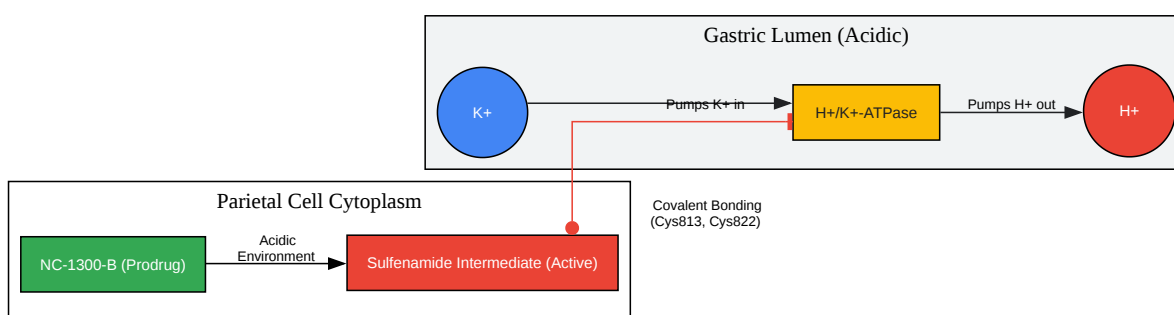 Gastric Lumen (Acidic)
K+
Pumps K+ in
H+/K+-ATPase
Pumps H+ out
H+
Parietal Cell Cytoplasm
NC-1300-B (Prodrug)
Acidic
Environment
Sulfenamide Intermediate (Active)
Covalent Bonding
(Cys813, Cys822)